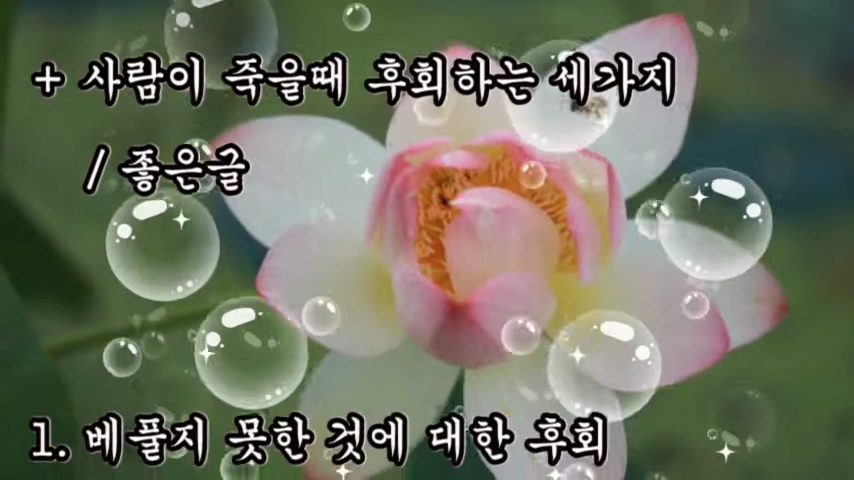 + 사람이 죽을때 후회하는 세가지
/ 좋은글
1. 베풀지 못한 것에 대한 후회